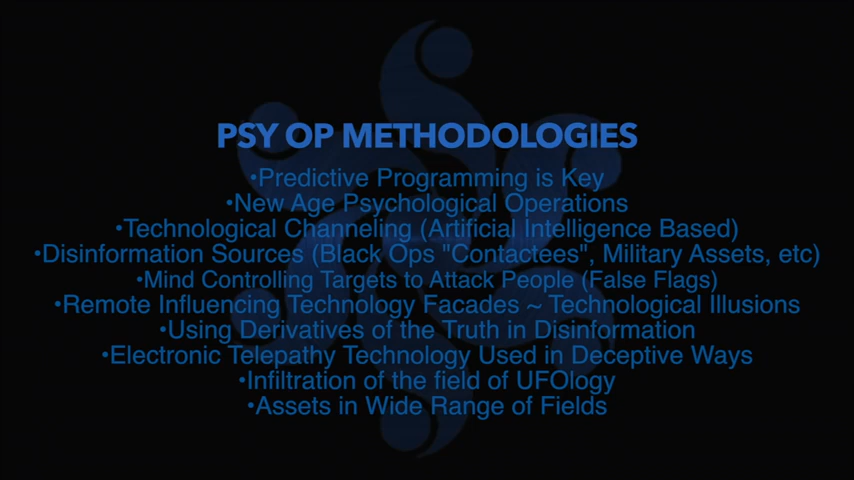 PSY OP METHODOLOGIES
•Predictive Programming is Key
•New Age Psychological Operations
•Technological Channeling (Artificial Intelligence Based)
•Disinformation Sources (Black Ops "Contactees", Military Assets, etc)
•Mind Controlling Targets to Attack People (False Flags)
•Remote Influencing Technology Facades ~ Technological Illusions
•Using Derivatives of the Truth in Disinformation
•Electronic Telepathy Technology Used in Deceptive Ways
•Infiltration of the field of UFOlogy
•Assets in Wide Range of Fields